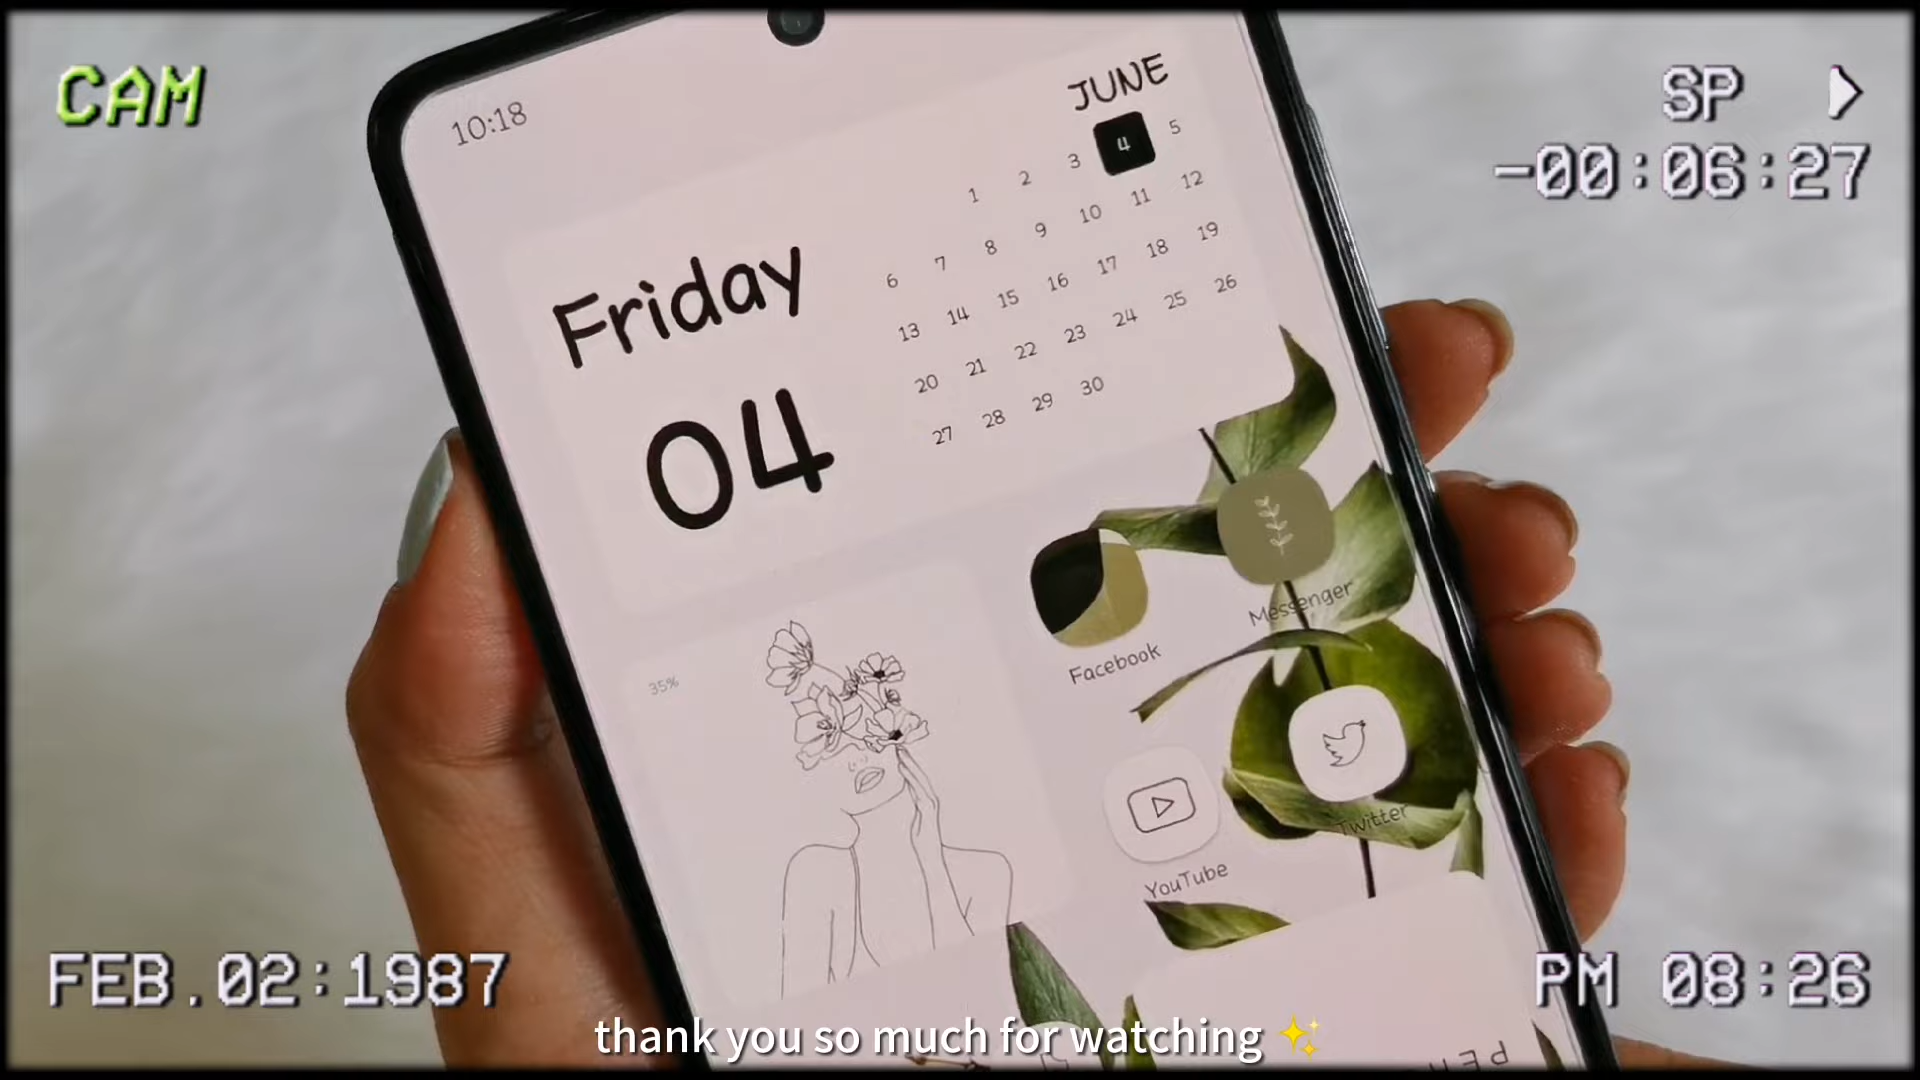 CAM
SP
-00:06:27
10:18
JUNE
1 2 3 4 5
6 7 8 9 10 11 12
13 14 15 16 17 18 19
20 21 22 23 24 25 26
27 28 29 30
Friday
04
35%
Facebook
Messenger
YouTube
Twitter
FEB.02:1987
PM 08:26
thank you so much for watching ✨